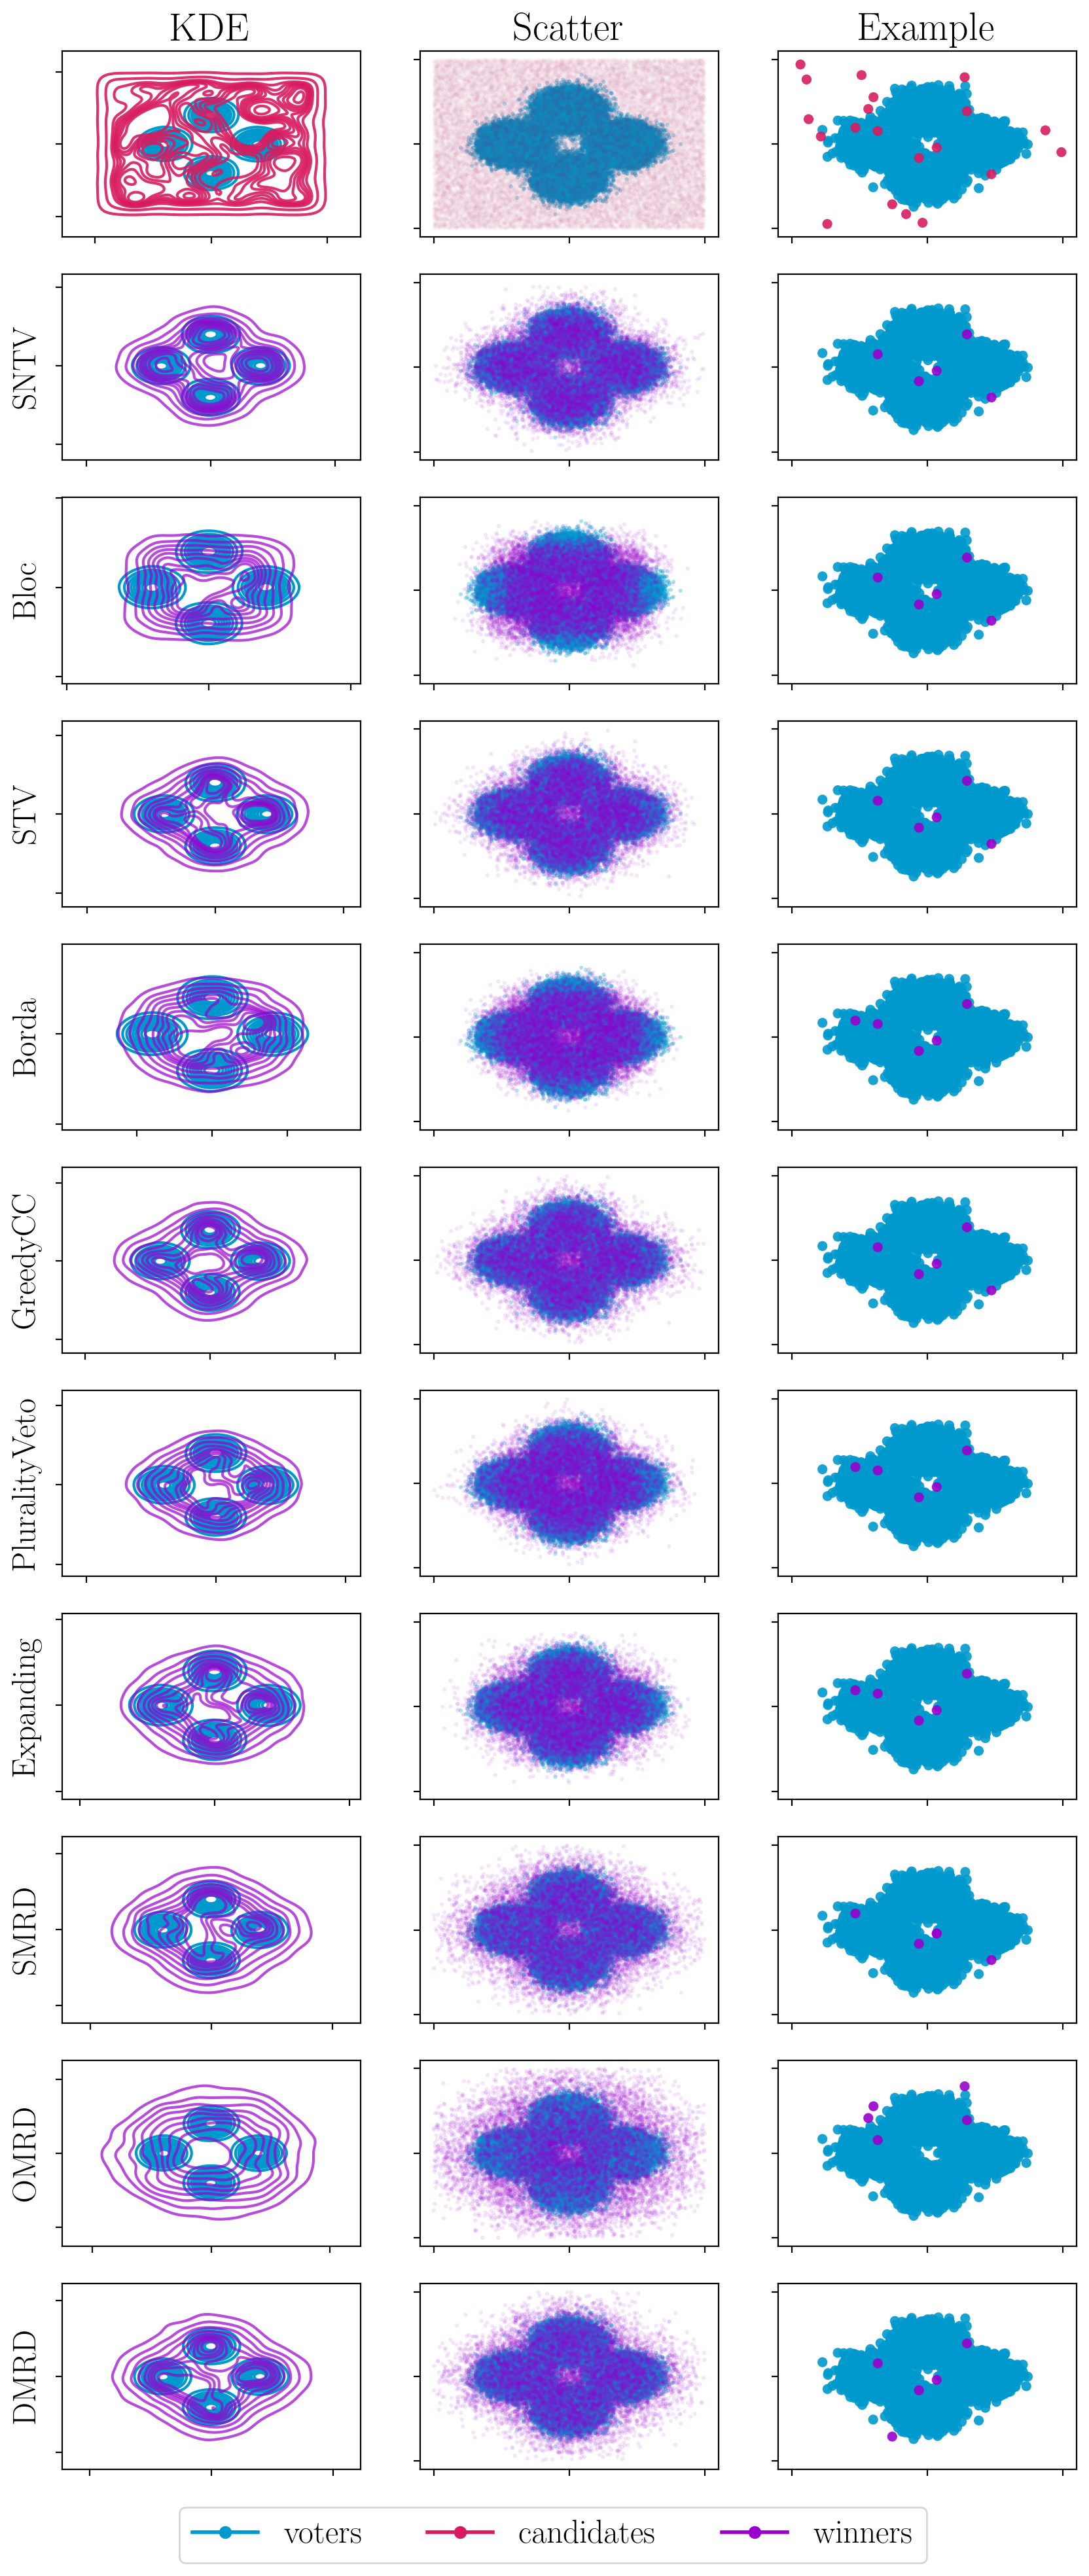 KDE Scatter Example
SNTV
Bloc
STV
Borda
GreedyCC
PluralityVeto
Expanding
SMRD
OMRD
DMRD
voters candidates winners